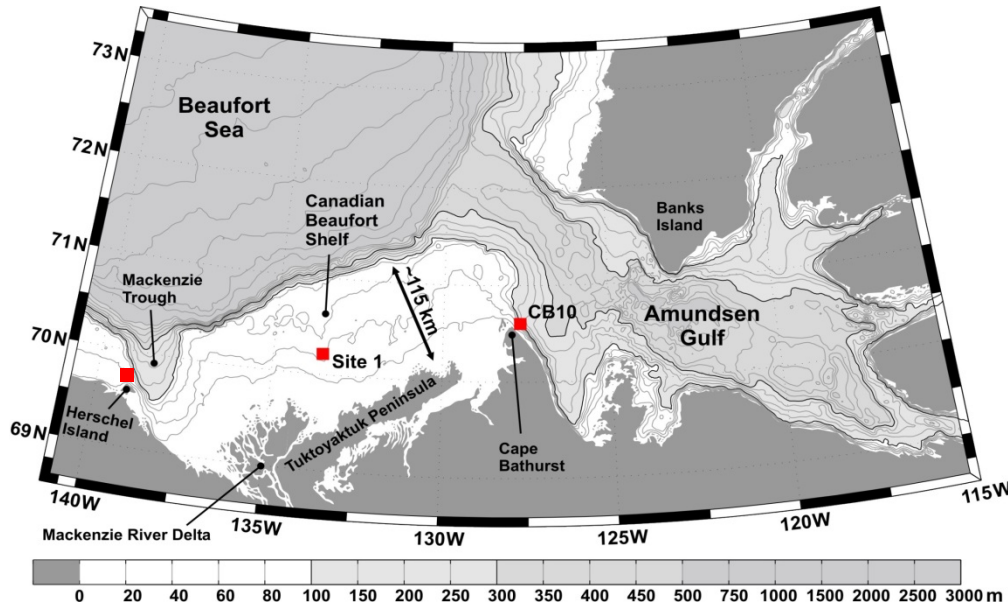 73N
72N
71N
70N
69N
Beaufort
Sea
Canadian
Beaufort
Shelf
Mackenzie
Trough
~115 km
Banks
Island
CB10
Amundsen
Gulf
Site 1
Herschel
Island
Tuktoyaktuk Peninsula
Cape
Bathurst
Mackenzie River Delta
140W
135W
130W
125W
120W
115W
0 20 40 60 80 100 150 200 250 300 350 400 450 500 750 1000 1500 2000 2500 3000 m